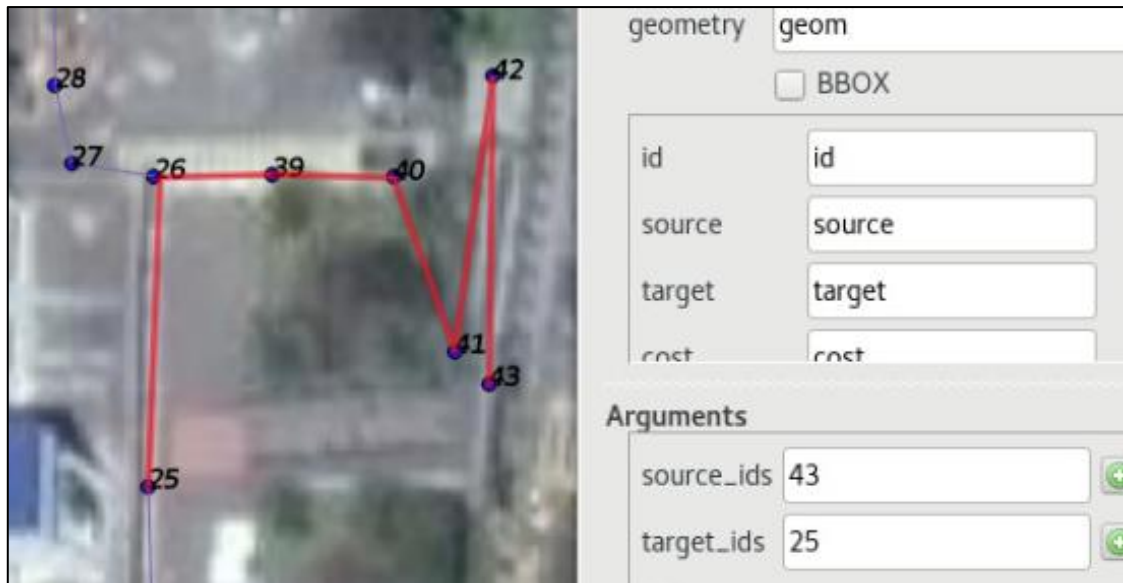 28
27
26
39
40
42
41
43
25
geometry geom
BBOX
id id
source source
target target
cost cost
Arguments
source_ids 43
target_ids 25